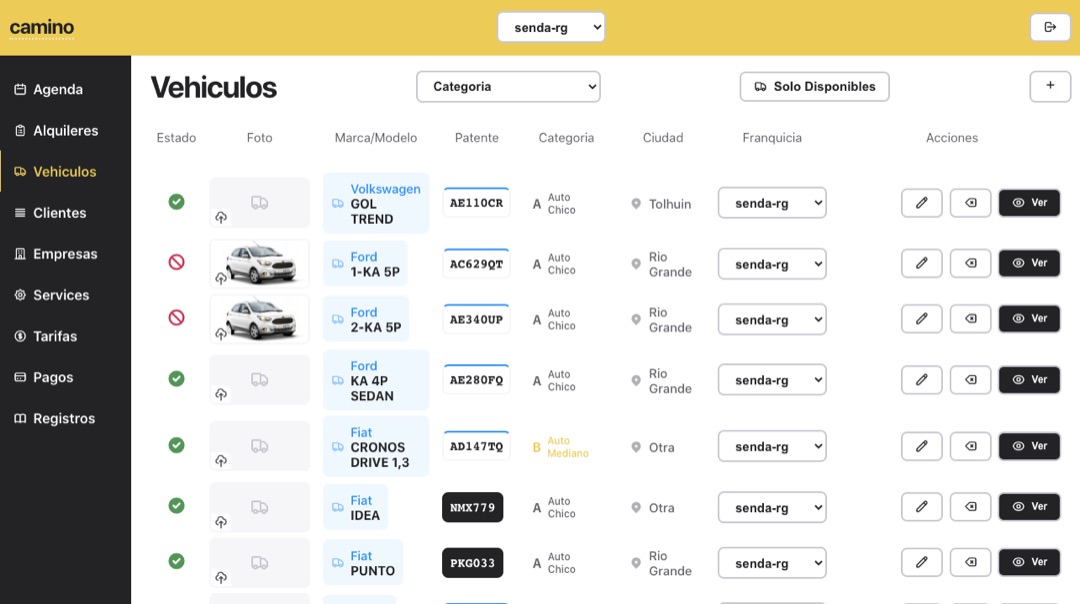 camino
senda-rg
Agenda
Alquileres
Vehiculos
Clientes
Empresas
Services
Tarifas
Pagos
Registros
Vehiculos
Categoria
Solo Disponibles
+
Estado Foto Marca/Modelo Patente Categoria Ciudad Franquicia Acciones
Volkswagen
GOL
TREND
AE110CR
A Auto
Chico
Tolhuin
senda-rg
Ver
Ford
1-KA 5P
AC629QT
A Auto
Chico
Rio
Grande
senda-rg
Ver
Ford
2-KA 5P
AE340UP
A Auto
Chico
Rio
Grande
senda-rg
Ver
Ford
KA 4P
SEDAN
AE280FQ
A Auto
Chico
Rio
Grande
senda-rg
Ver
Fiat
CRONOS
DRIVE 1,3
AD147TQ
B Auto
Mediano
Otra
senda-rg
Ver
Fiat
IDEA
NMX779
A Auto
Chico
Otra
senda-rg
Ver
Fiat
PUNTO
PKG033
A Auto
Chico
Rio
Grande
senda-rg
Ver